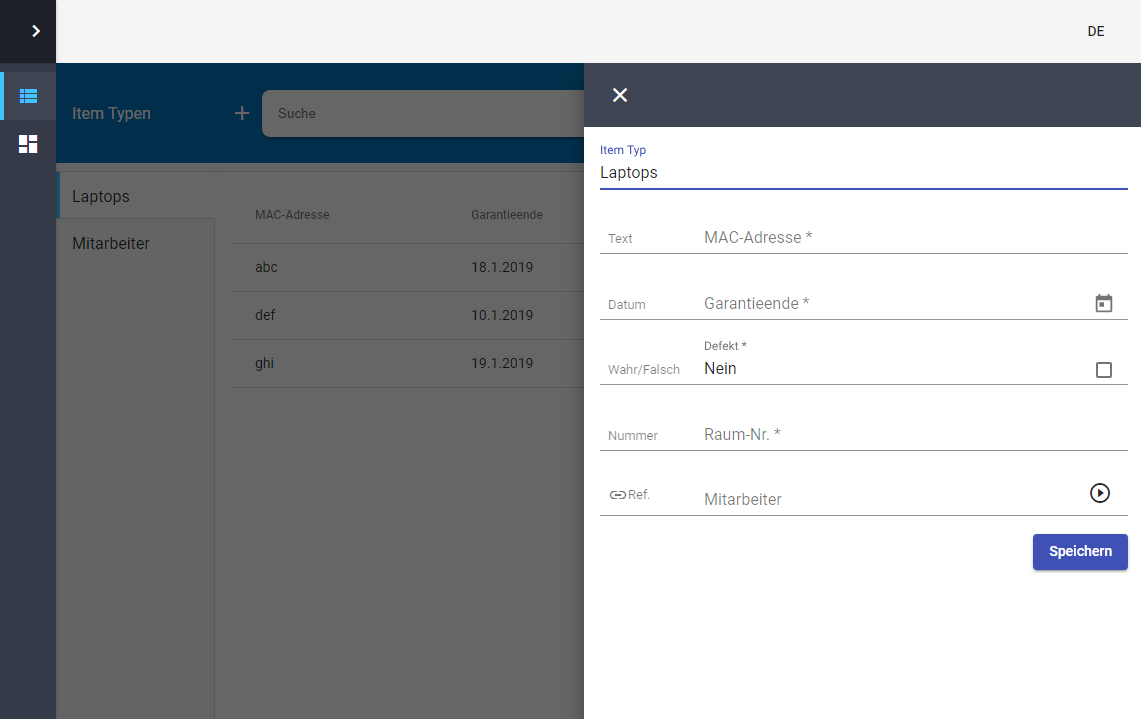 DE
Item Typen
Suche
Laptops
Mitarbeiter
MAC-Adresse Garantieende
abc 18.1.2019
def 10.1.2019
ghi 19.1.2019
Item Typ
Laptops
Text MAC-Adresse *
Datum Garantieende *
Defekt *
Wahr/Falsch Nein
Nummer Raum-Nr. *
Ref. Mitarbeiter
Speichern